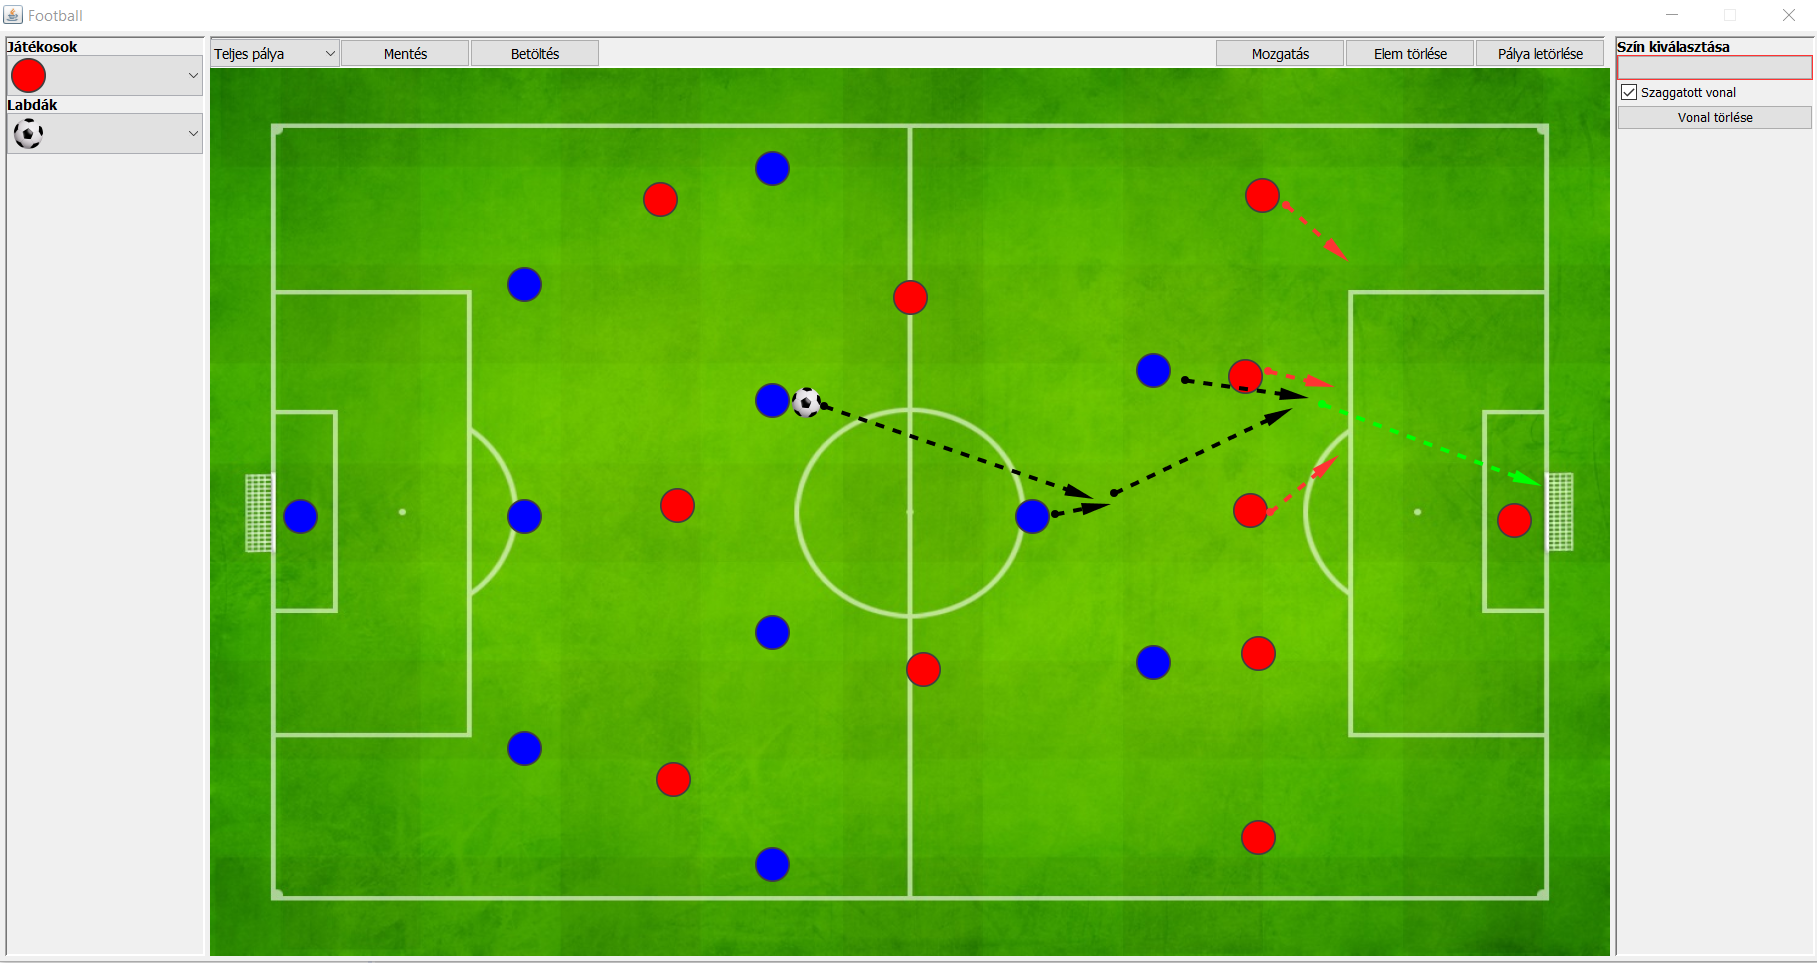 Football
Játékosok
Labdák
Teljes pálya
Mentés
Betöltés
Mozgatás
Elem törlése
Pálya letörlése
Szín kiválasztása
Szaggatott vonal
Vonal törlése